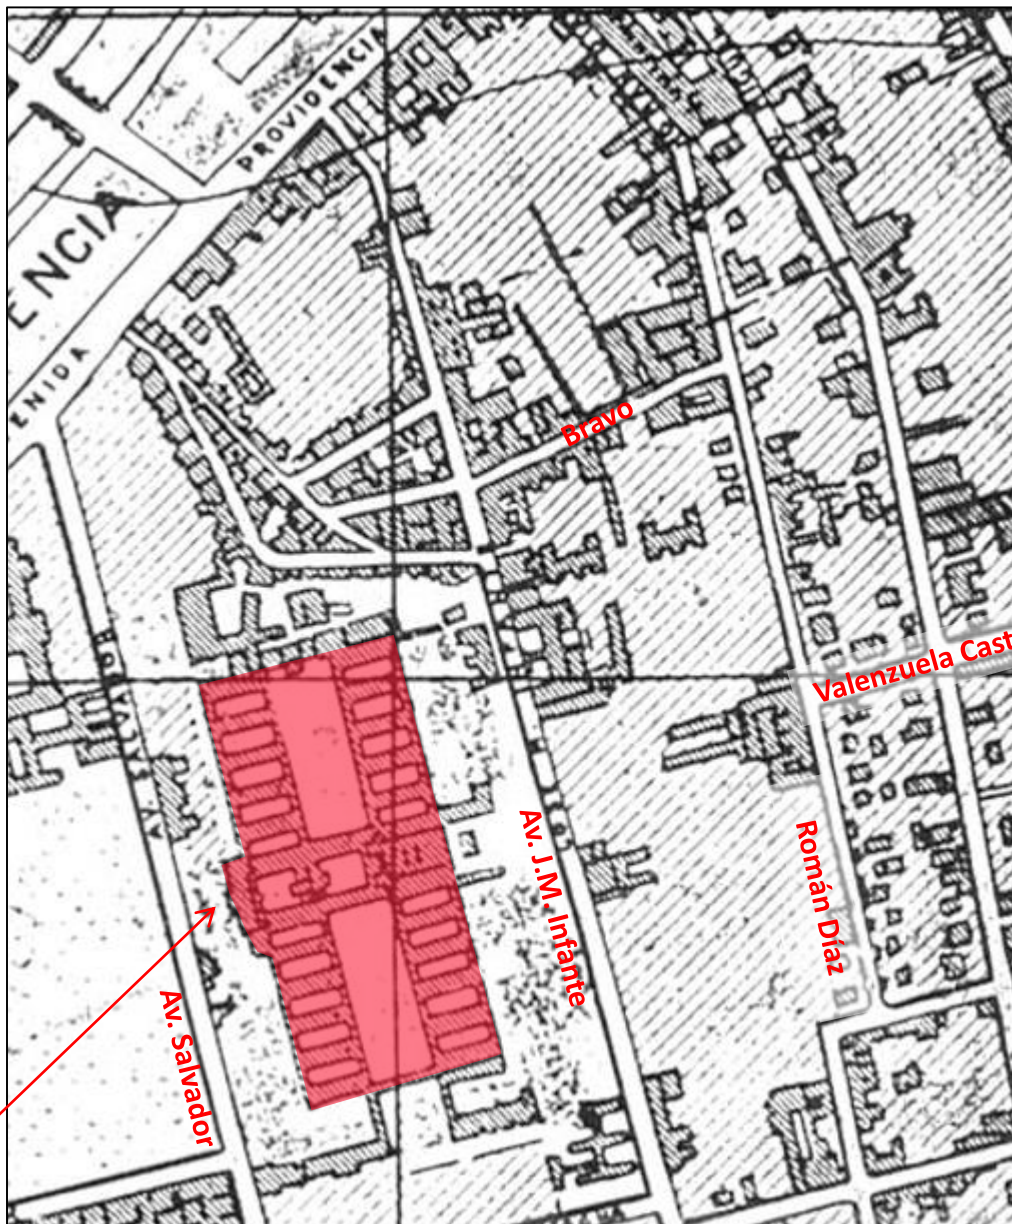 PROVIDENCIA
ENCIA
ENIDA
Bravo
Valenzuela Cast
Av. J.M. Infante
Román Díaz
AV. SALVADOR
Av. Salvador